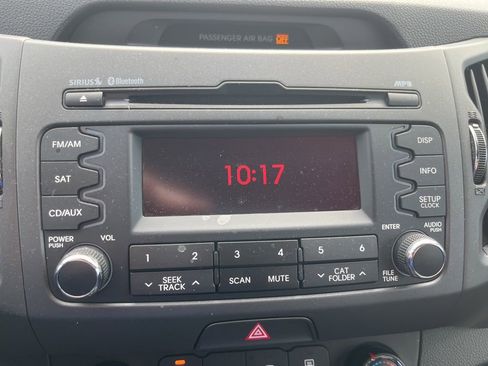 PASSENGER AIR BAG OFF
SIRIUS Bluetooth MP3
FM/AM
SAT
CD/AUX
10:17
DISP
INFO
SETUP
CLOCK
POWER
PUSH
VOL
ENTER
AUDIO
PUSH
1 2 3 4 5 6
SEEK
TRACK
SCAN
MUTE
CAT
FOLDER
FILE
TUNE